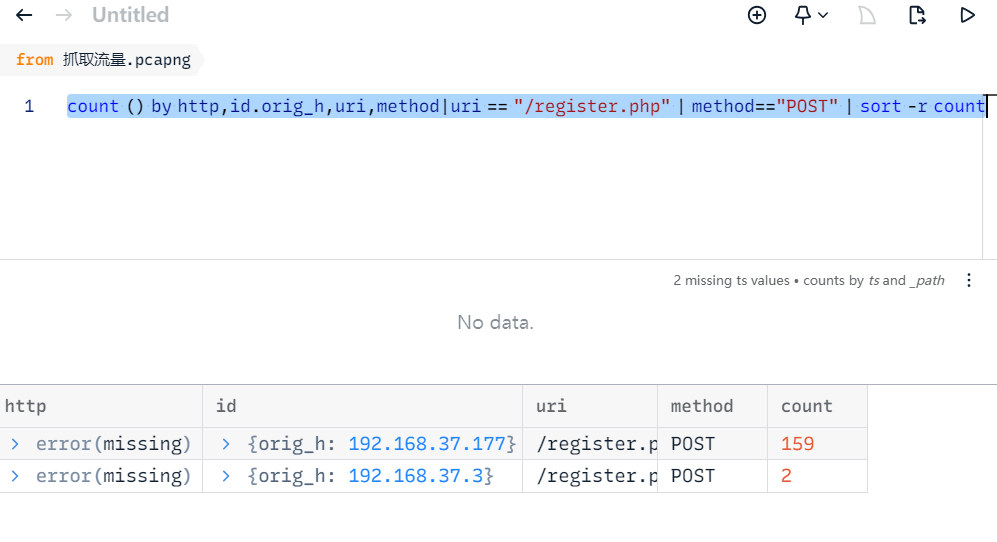 Untitled
from 抓取流量.pcapng
1 count () by http,id.orig_h,uri,method|uri == "/register.php" | method=="POST" | sort -r count
2 missing ts values • counts by ts and _path
No data.
http id uri method count
error(missing) {orig_h: 192.168.37.177} /register.p POST 159
error(missing) {orig_h: 192.168.37.3} /register.p POST 2